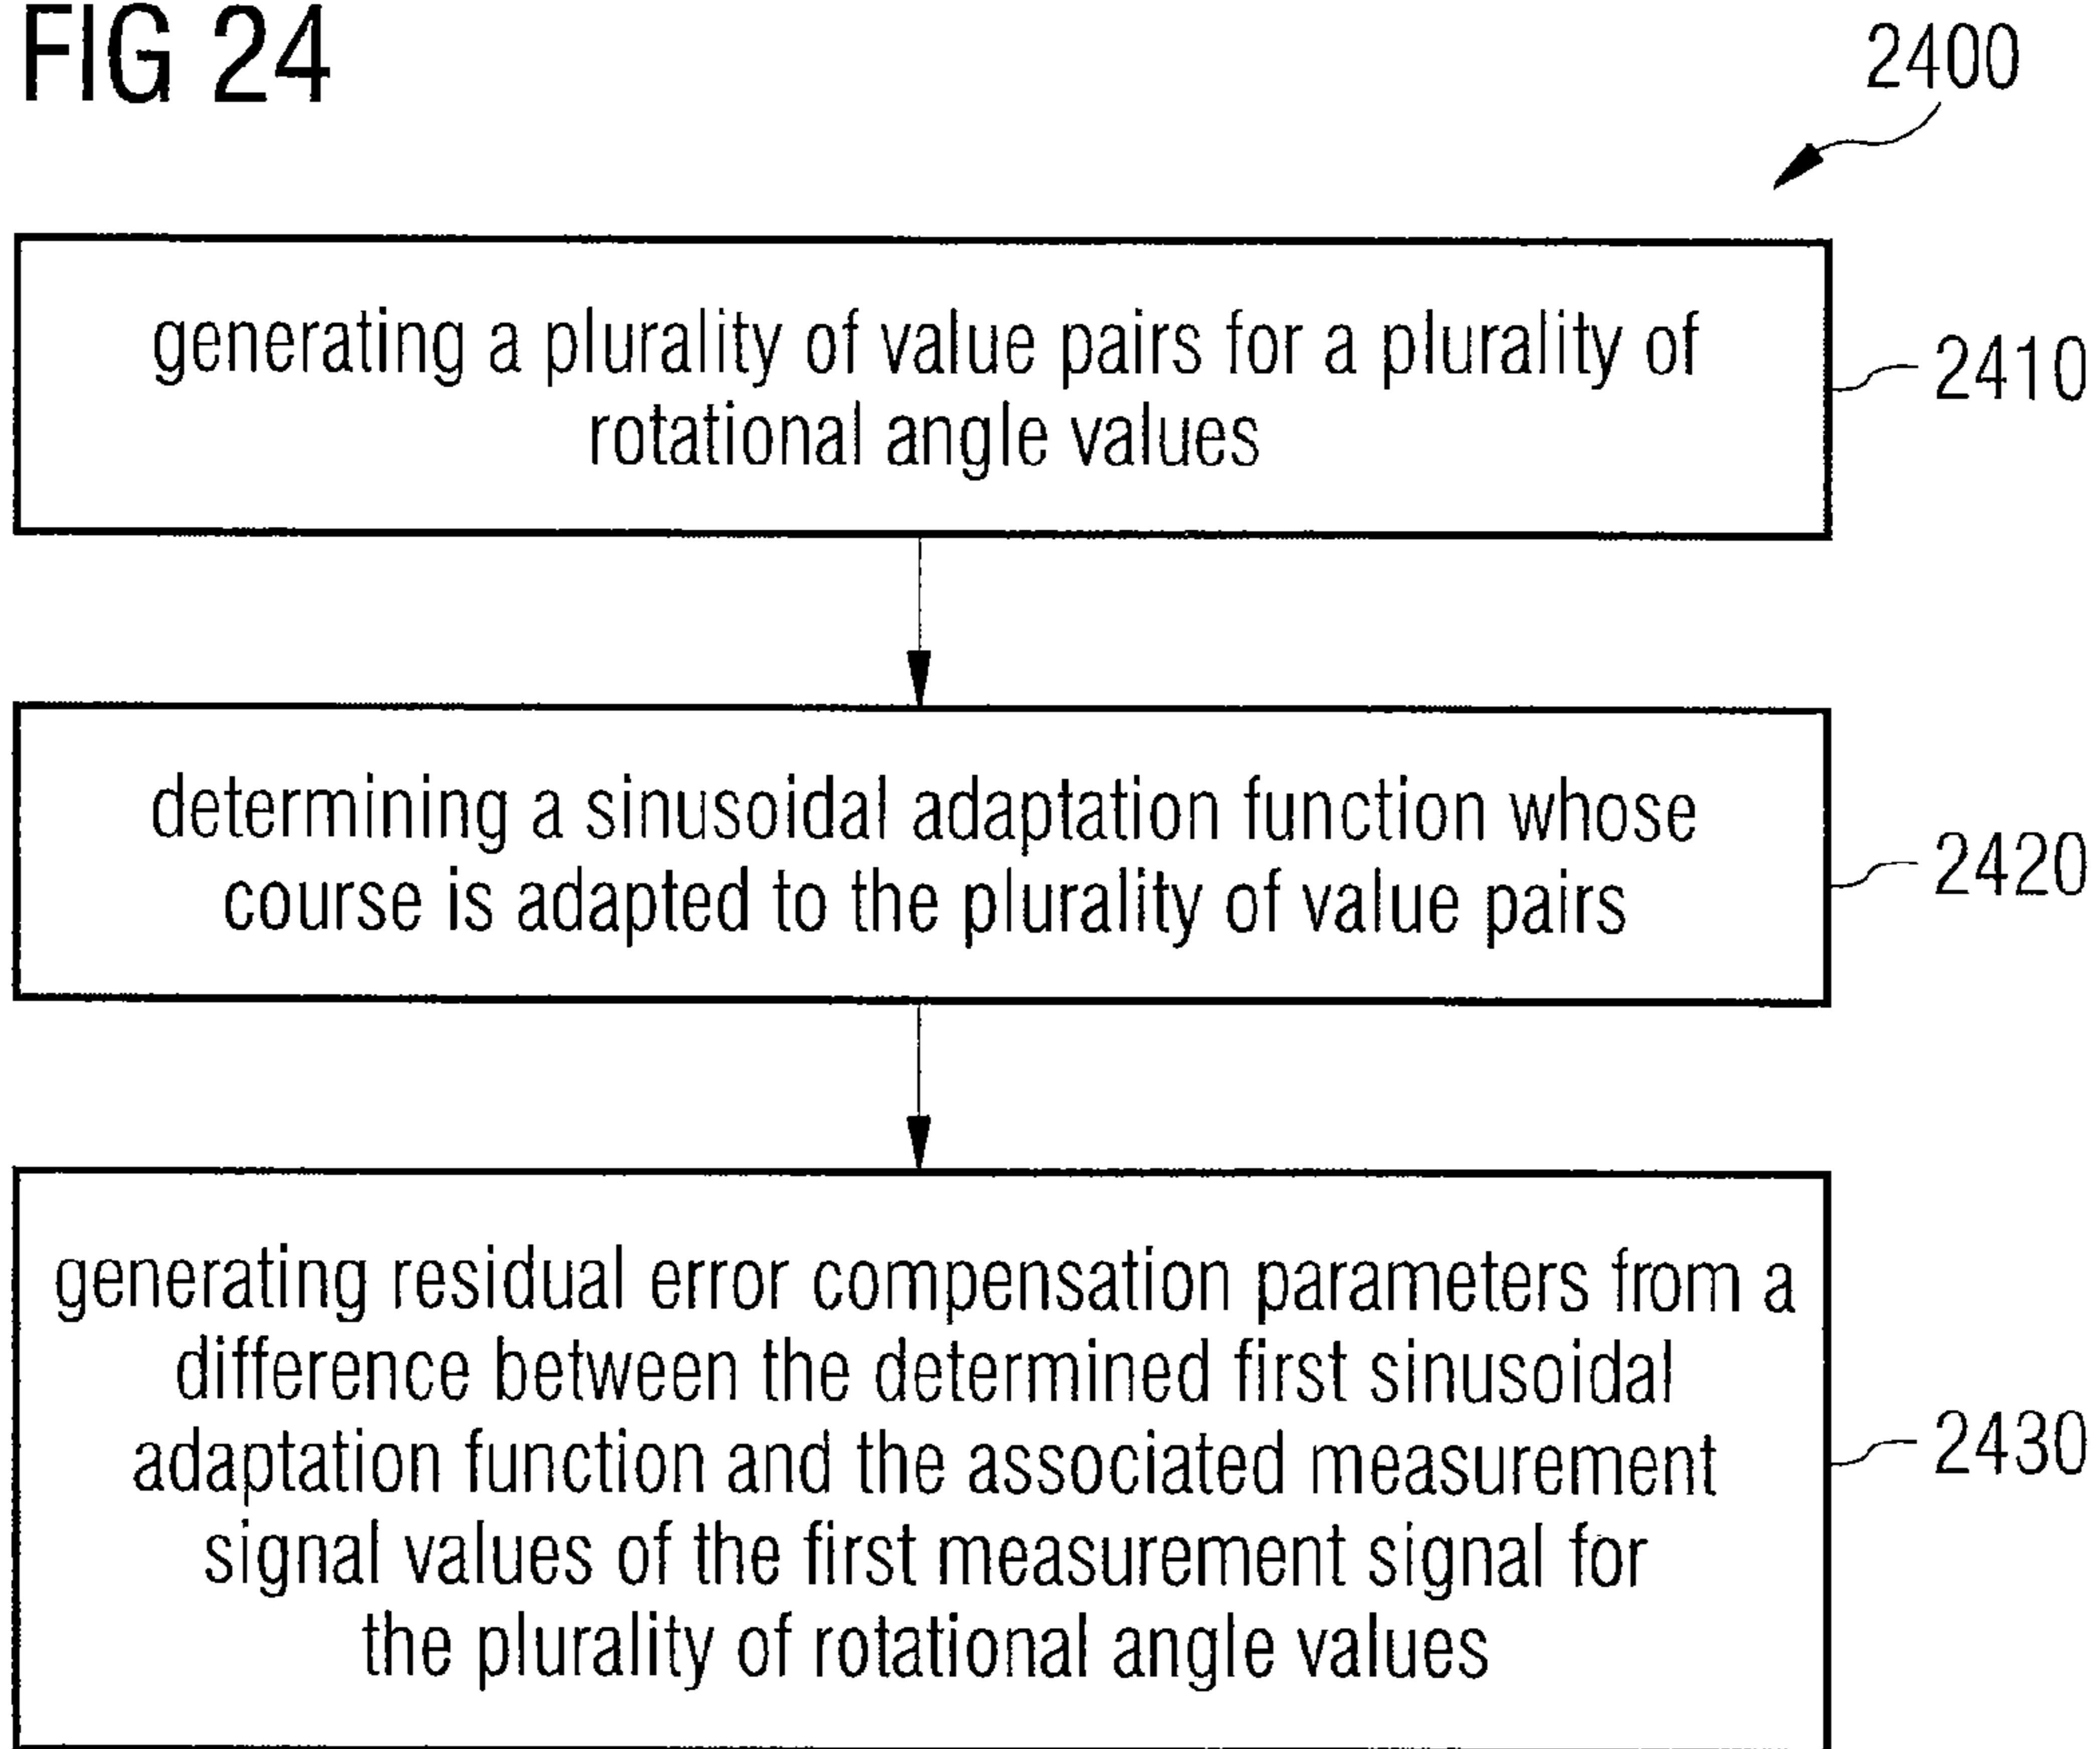 FIG 24
2400
generating a plurality of value pairs for a plurality of
rotational angle values
2410
determining a sinusoidal adaptation function whose
course is adapted to the plurality of value pairs
2420
generating residual error compensation parameters from a
difference between the determined first sinusoidal
adaptation function and the associated measurement
signal values of the first measurement signal for
the plurality of rotational angle values
2430